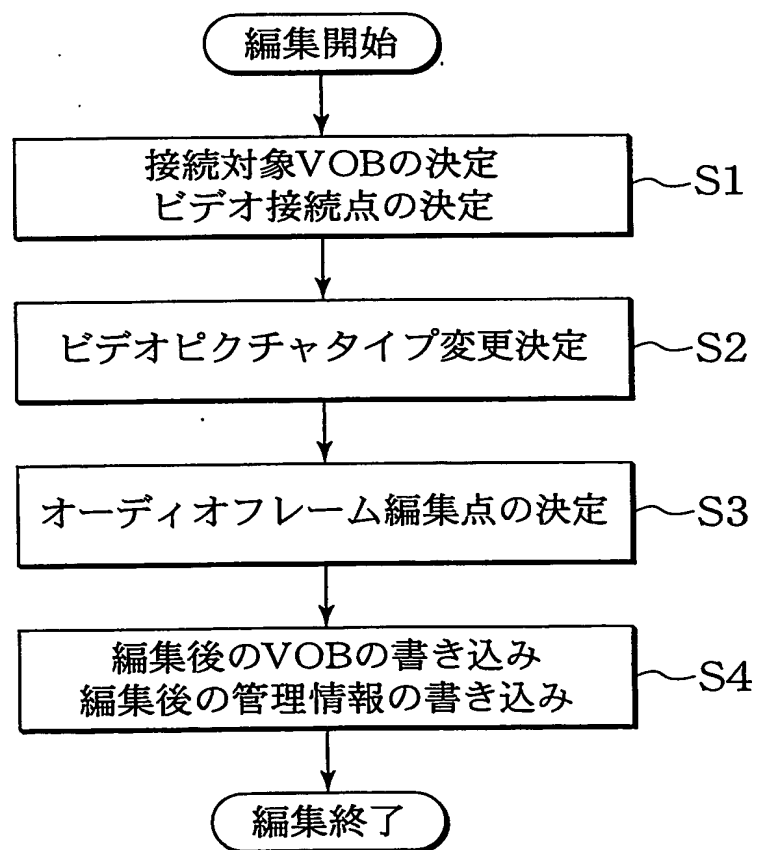 編集開始
接続対象VOBの決定
ビデオ接続点の決定
S1
ビデオピクチャタイプ変更決定
S2
オーディオフレーム編集点の決定
S3
編集後のVOBの書き込み
編集後の管理情報の書き込み
S4
編集終了